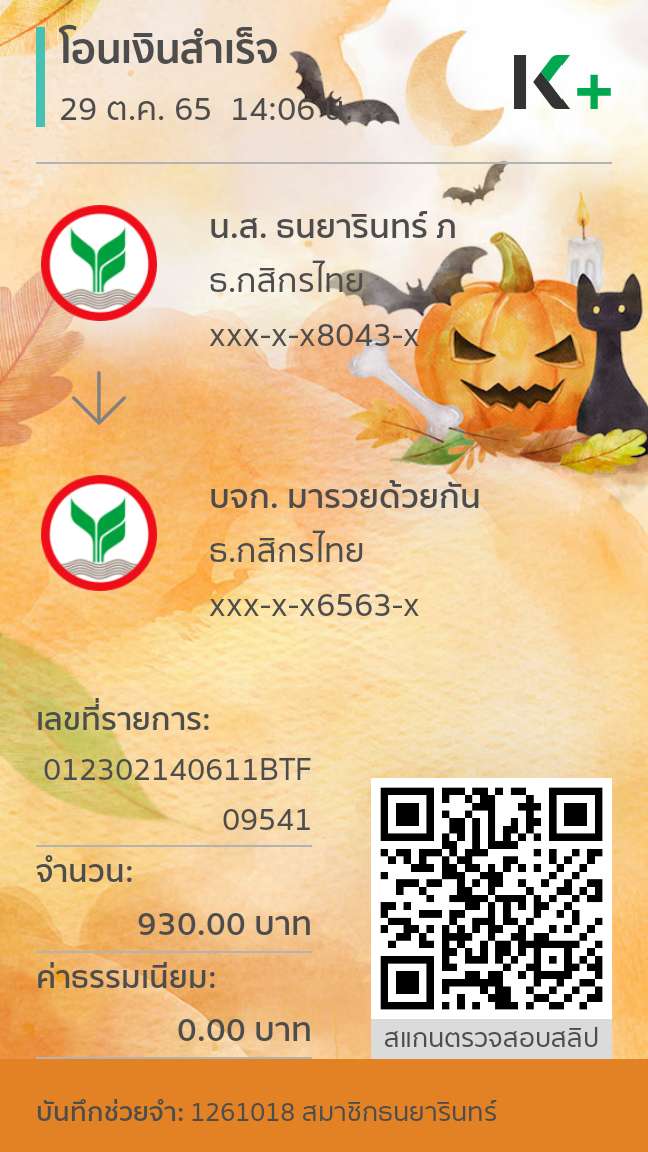 โอนเงินสำเร็จ
29 ต.ค. 65 14:06 น.
K+
น.ส. ธนยารินทร์ ภ
ธ.กสิกรไทย
xxx-x-x8043-x
บจก. มารวยด้วยกัน
ธ.กสิกรไทย
xxx-x-x6563-x
เลขที่รายการ:
012302140611BTF
09541
จำนวน:
930.00 บาท
ค่าธรรมเนียม:
0.00 บาท
สแกนตรวจสอบสลิป
บันทึกช่วยจำ: 1261018 สมาชิกธนยารินทร์